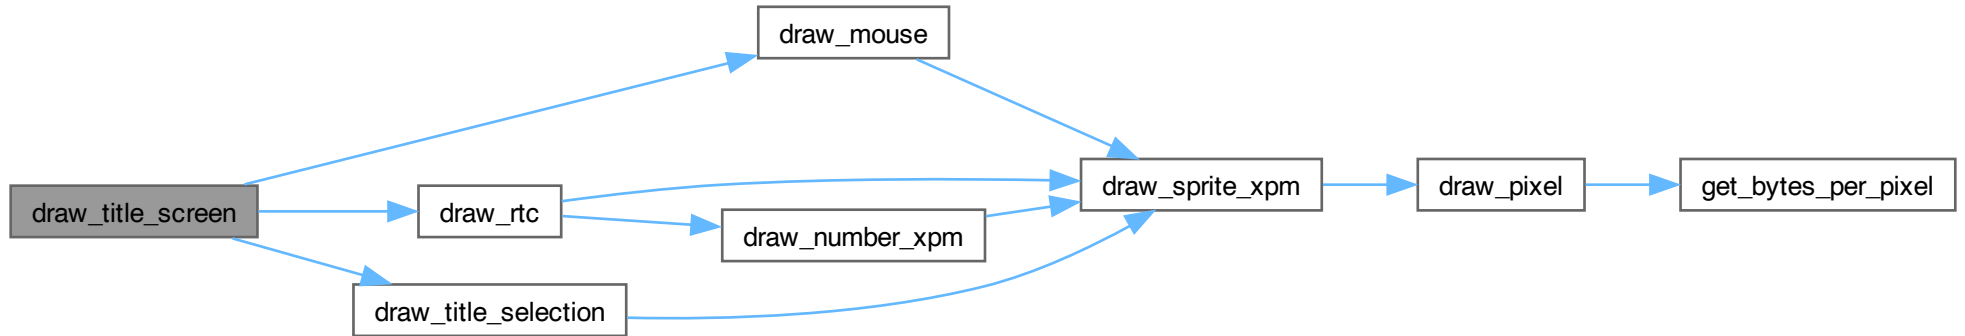 draw_mouse
draw_sprite_xpm
draw_pixel
get_bytes_per_pixel
draw_title_screen
draw_rtc
draw_number_xpm
draw_title_selection